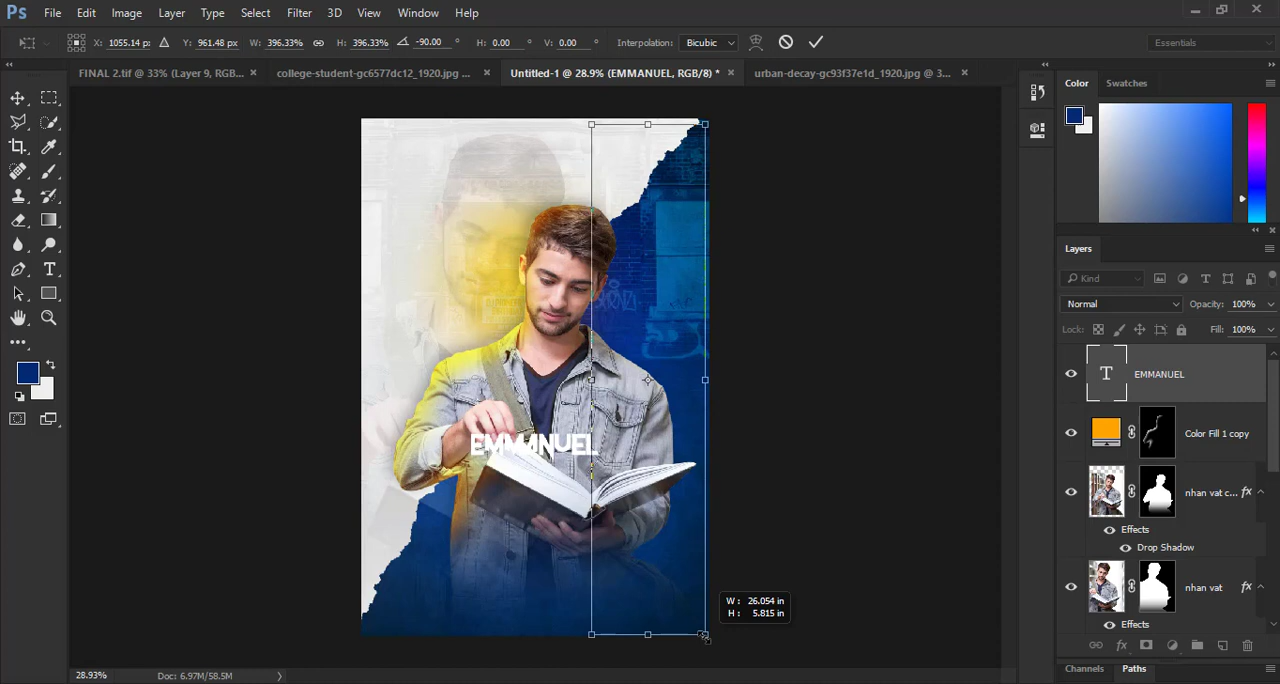 Ps File Edit Image Layer Type Select Filter 3D View Window Help
X: 1055.14 px Y: 961.48 px W: 396.33% H: 396.33% -90.00 ° H: 0.00 ° V: 0.00 ° Interpolation: Bicubic Essentials
FINAL 2.tif @ 33% (Layer 9, RGB... × college-student-gc6577dc12_1920.jpg ... × Untitled-1 @ 28.9% (EMMANUEL, RGB/8) * × urban-decay-gc93f37e1d_1920.jpg @ 3... ×
Color Swatches
Layers
Kind
Normal Opacity: 100%
Lock: Fill: 100%
T EMMANUEL
Color Fill 1 copy
nhan vat c... fx
Effects
Drop Shadow
nhan vat fx
Effects
EMMANUEL
W: 26.054 in
H: 5.815 in
28.93% Doc: 6.97M/58.5M
Channels Paths